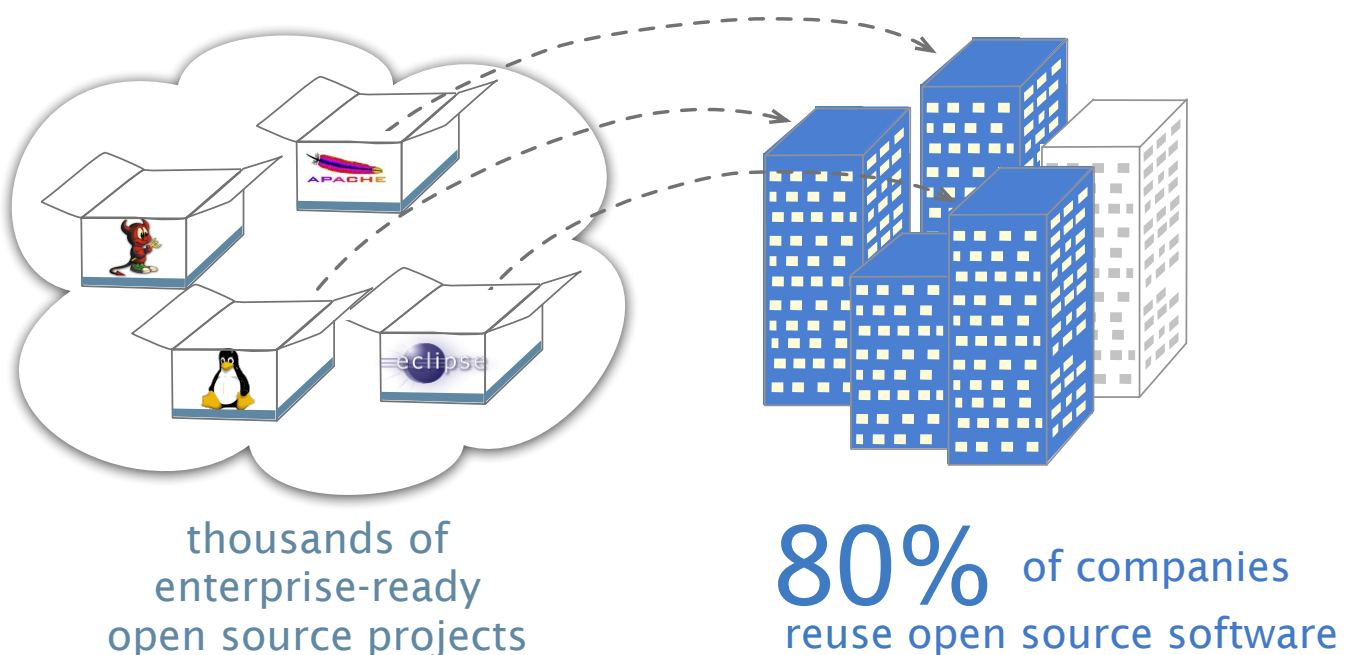 APACHE
eclipse
thousands of
enterprise-ready
open source projects
80% of companies
reuse open source software